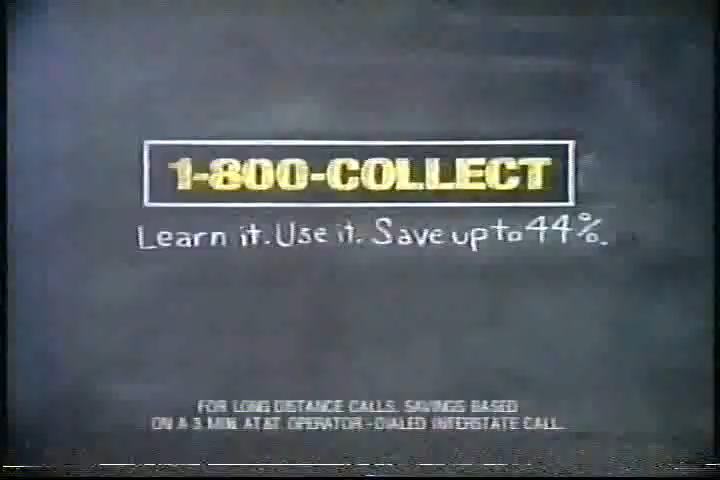 1-800-COLLECT
Learn it. Use it. Save up to 44%.
FOR LONG DISTANCE CALLS. SAVINGS BASED
ON A 3 MIN. AT&T OPERATOR-DIALED INTERSTATE CALL.